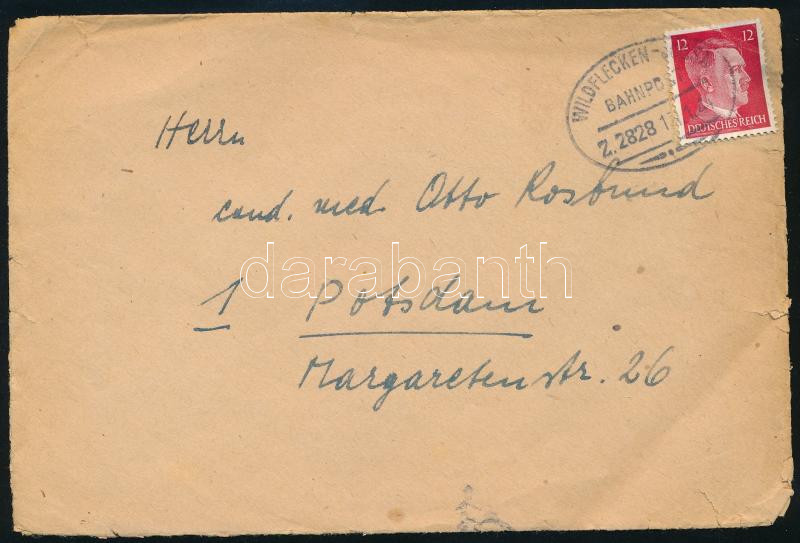 12 12
DEUTSCHES REICH
WILDFLECKEN
BAHNPO
Z.2828
Herrn
cand. med. Otto Rosbund
1 Potsdam
Margaretenstr. 26
darabanth